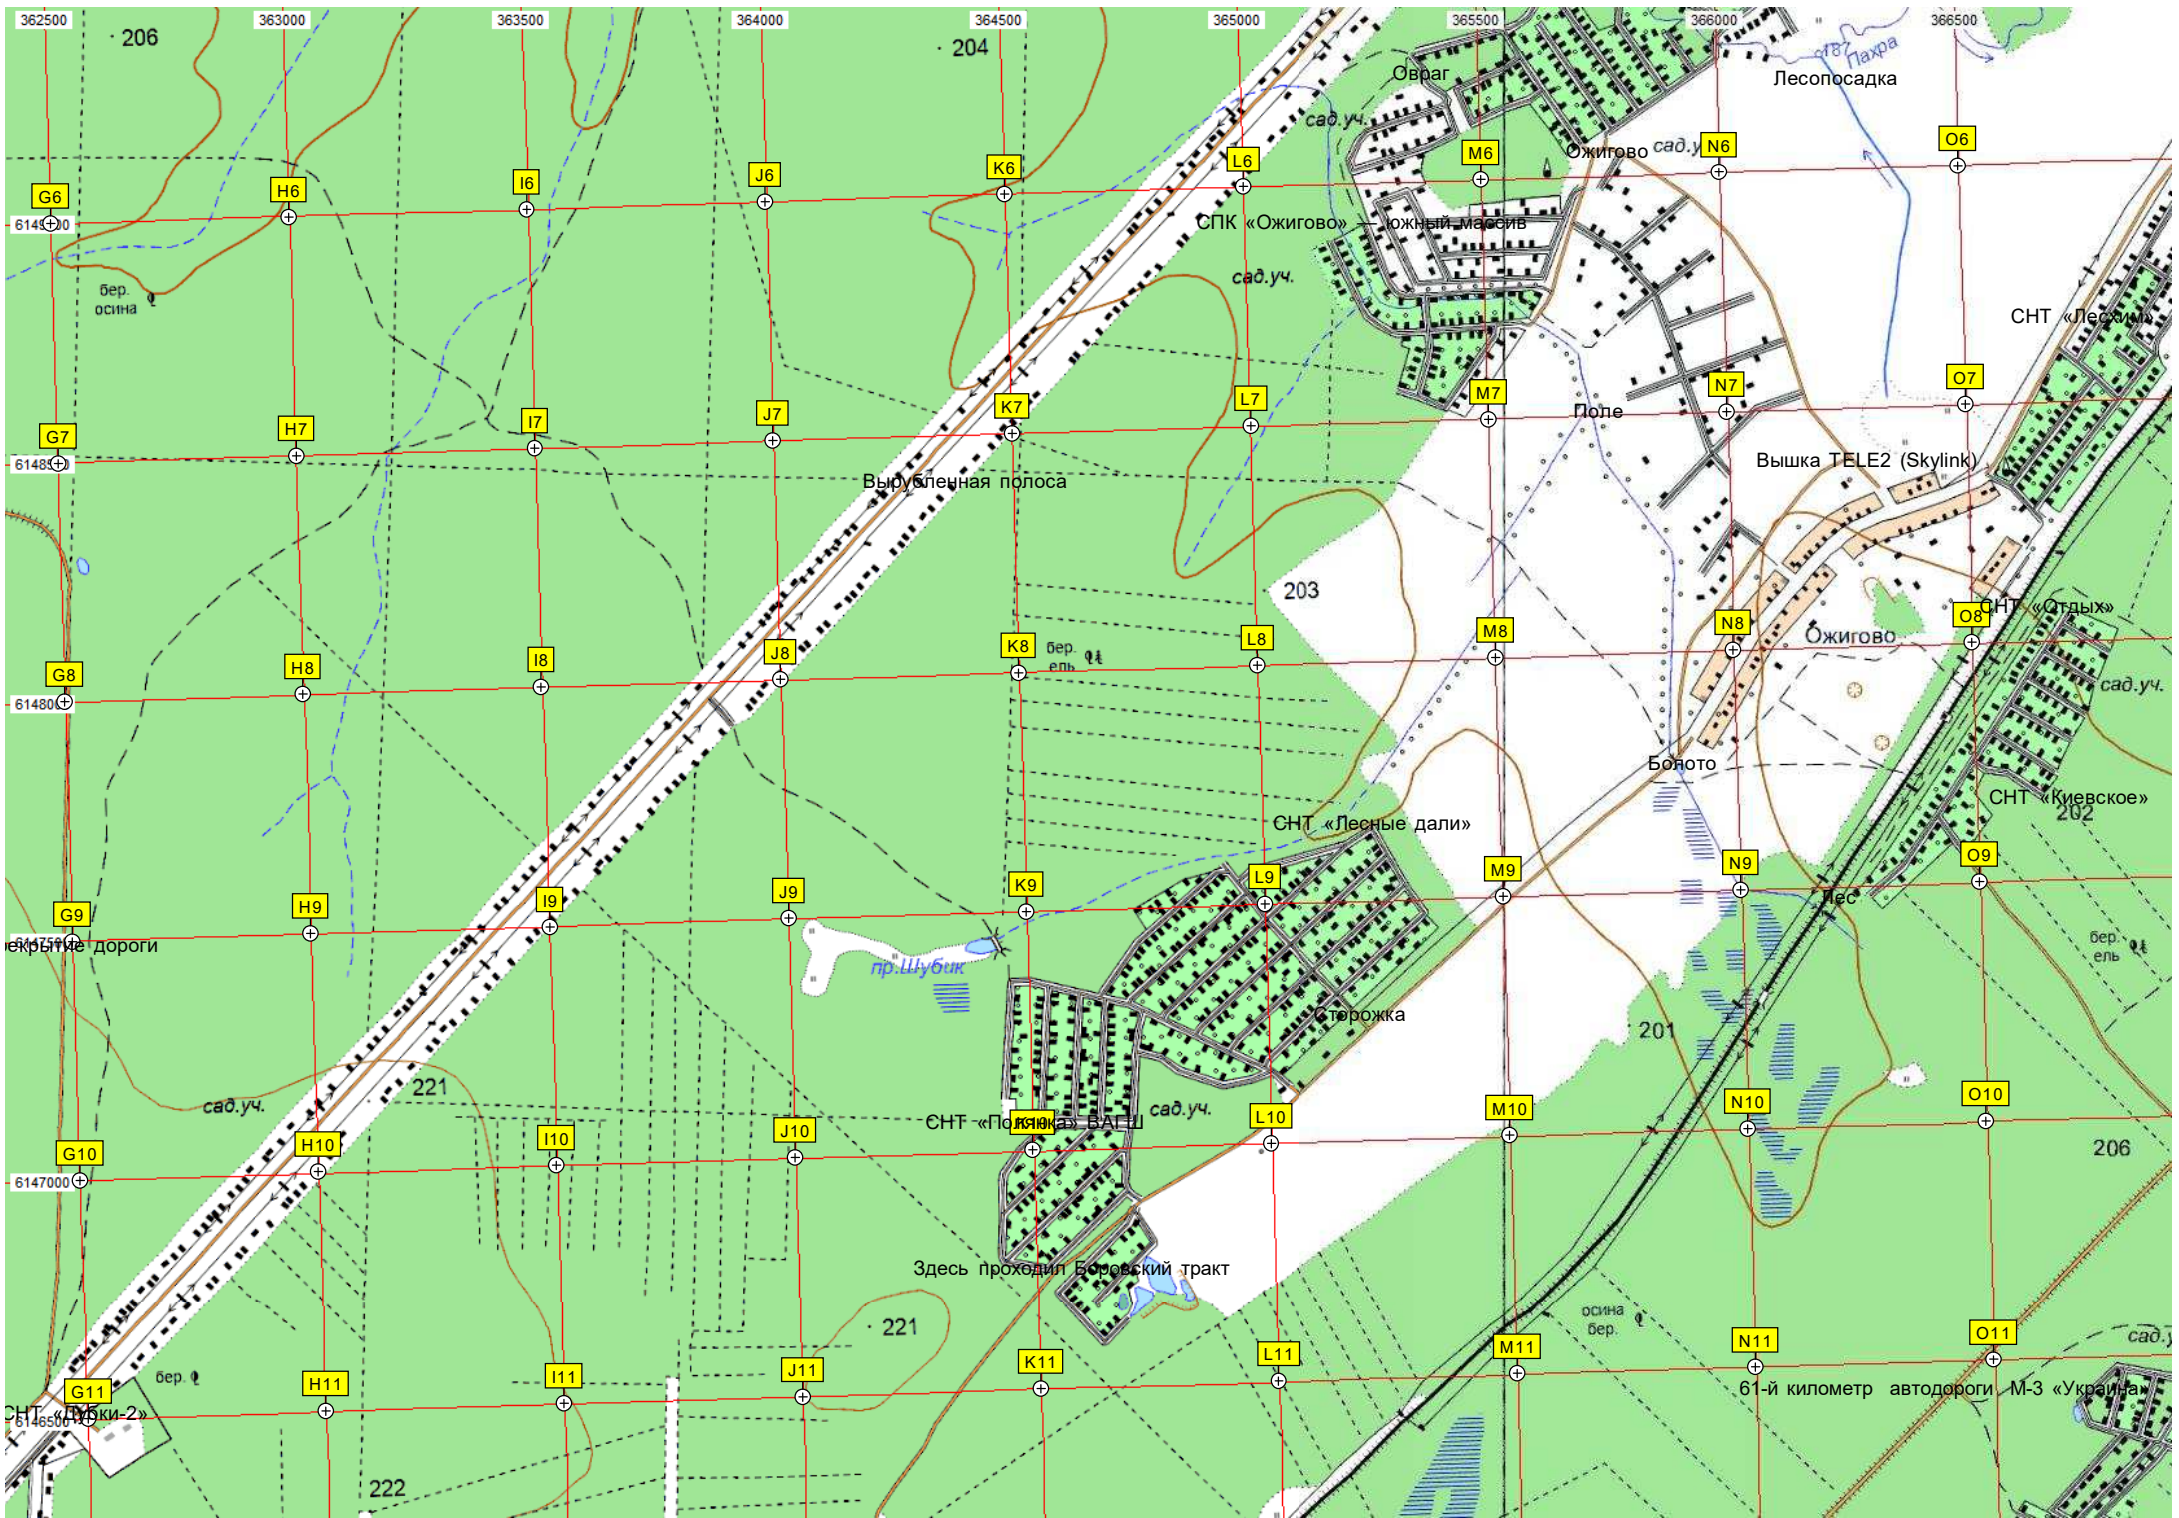 362500 363000 363500 364000 364500 365000 365500 366000 366500
206
204
187
Пахра
Овраг
Лесопосадка
сад.уч.
Ожигово
G6 H6 I6 J6 K6 L6 M6 N6 O6
СПК «Ожигово» — южный массив
сад.уч.
бер.
осина
СНТ «Лесхим»
G7 H7 I7 J7 K7 L7 M7 N7 O7
Поле
Вышка TELE2 (Skylink)
Вырубленная полоса
203
СНТ «Отдых»
Ожигово
G8 H8 I8 J8 K8 L8 M8 N8 O8
бер.
ель
сад.уч.
Болото
СНТ «Киевское»
202
СНТ «Лесные дали»
G9 H9 I9 J9 K9 L9 M9 N9 O9
Лес
дороги
бер.
ель
пр.Шубик
Сторожка
201
221
сад.уч.
сад.уч.
СНТ «Полянка» ВАГШ
G10 H10 I10 J10 K10 L10 M10 N10 O10
6147000
206
Здесь проходил Боровский тракт
осина
бер.
221
бер.
G11 H11 I11 J11 K11 L11 M11 N11 O11
61-й километр автодороги М-3 «Украина»
СНТ «Дубки-2»
6146500
222